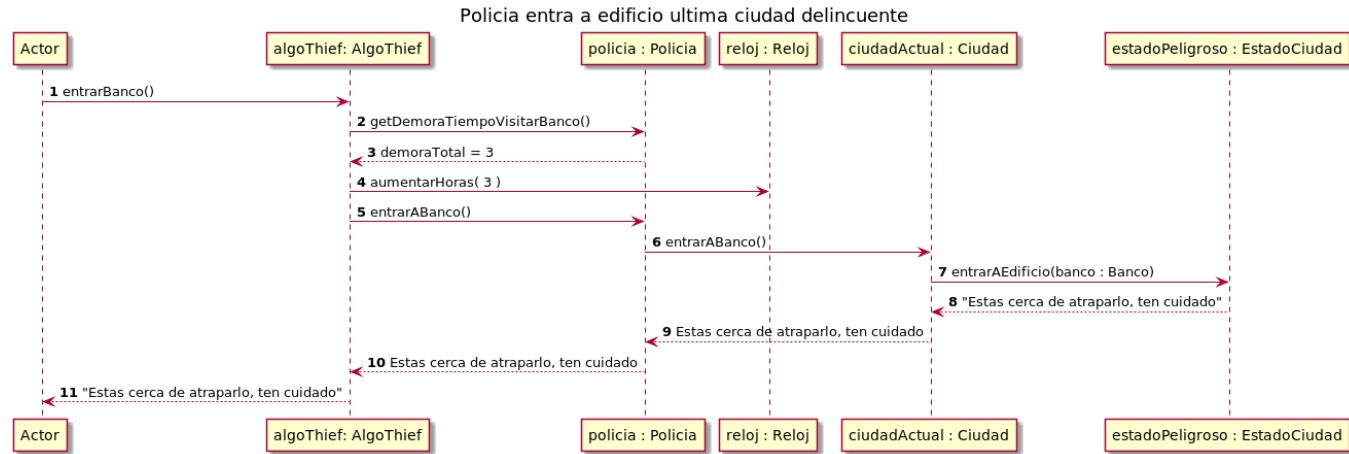 Policia entra a edificio ultima ciudad delincuente
Actor algoThief: AlgoThief policia : Policia reloj : Reloj ciudadActual : Ciudad estadoPeligroso : EstadoCiudad
1 entrarBanco()
2 getDemoraTiempoVisitarBanco()
3 demoraTotal = 3
4 aumentarHoras( 3 )
5 entrarABanco()
6 entrarABanco()
7 entrarAEdificio(banco : Banco)
8 "Estas cerca de atraparlo, ten cuidado"
9 Estas cerca de atraparlo, ten cuidado
10 Estas cerca de atraparlo, ten cuidado
11 "Estas cerca de atraparlo, ten cuidado"
Actor algoThief: AlgoThief policia : Policia reloj : Reloj ciudadActual : Ciudad estadoPeligroso : EstadoCiudad